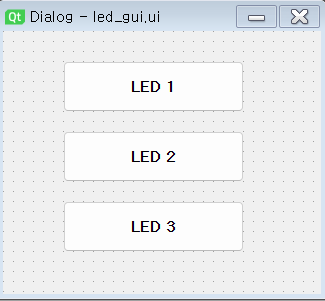 Qt Dialog - led_gui.ui
LED 1
LED 2
LED 3